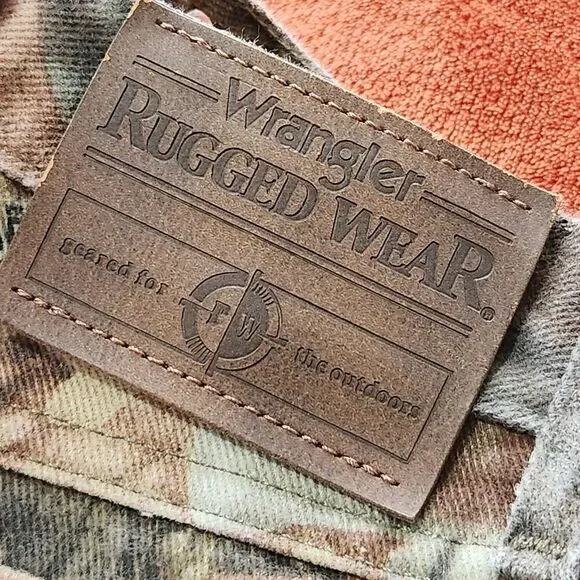 Wrangler
RUGGED WEAR®
geared for FW the outdoors